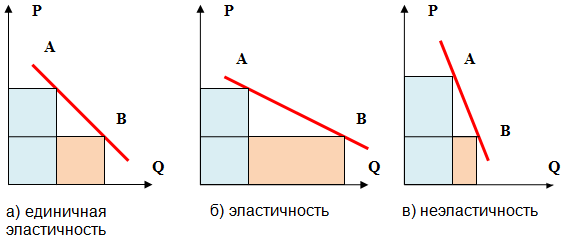 P
A
B
Q
а) единичная
эластичность
P
A
B
Q
б) эластичность
P
A
B
Q
в) неэластичность